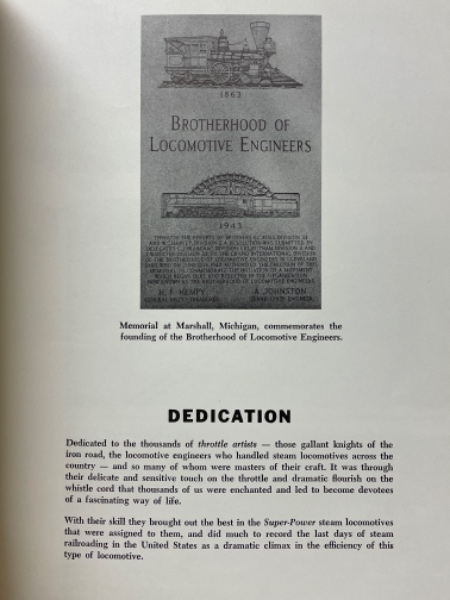 1863
BROTHERHOOD OF
LOCOMOTIVE ENGINEERS
1943
H. F. HEMPY
A. JOHNSTON
GRAND CHIEF ENGINEER
Memorial at Marshall, Michigan, commemorates the
founding of the Brotherhood of Locomotive Engineers.
DEDICATION
Dedicated to the thousands of throttle artists — those gallant knights of the
iron road, the locomotive engineers who handled steam locomotives across the
country — and so many of whom were masters of their craft. It was through
their delicate and sensitive touch on the throttle and dramatic flourish on the
whistle cord that thousands of us were enchanted and led to become devotees
of a fascinating way of life.
With their skill they brought out the best in the Super-Power steam locomotives
that were assigned to them, and did much to record the last days of steam
railroading in the United States as a dramatic climax in the efficiency of this
type of locomotive.